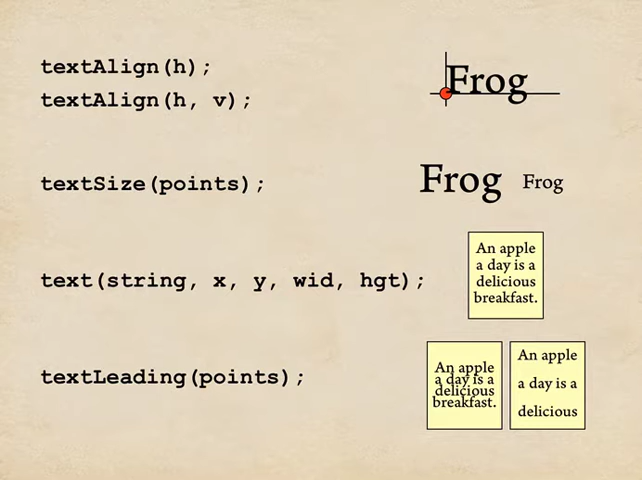 textAlign(h);
textAlign(h, v);
Frog
textSize(points);
Frog Frog
text(string, x, y, wid, hgt);
An apple
a day is a
delicious
breakfast.
textLeading(points);
An apple
a day is a
delicious
breakfast.
An apple
a day is a
delicious